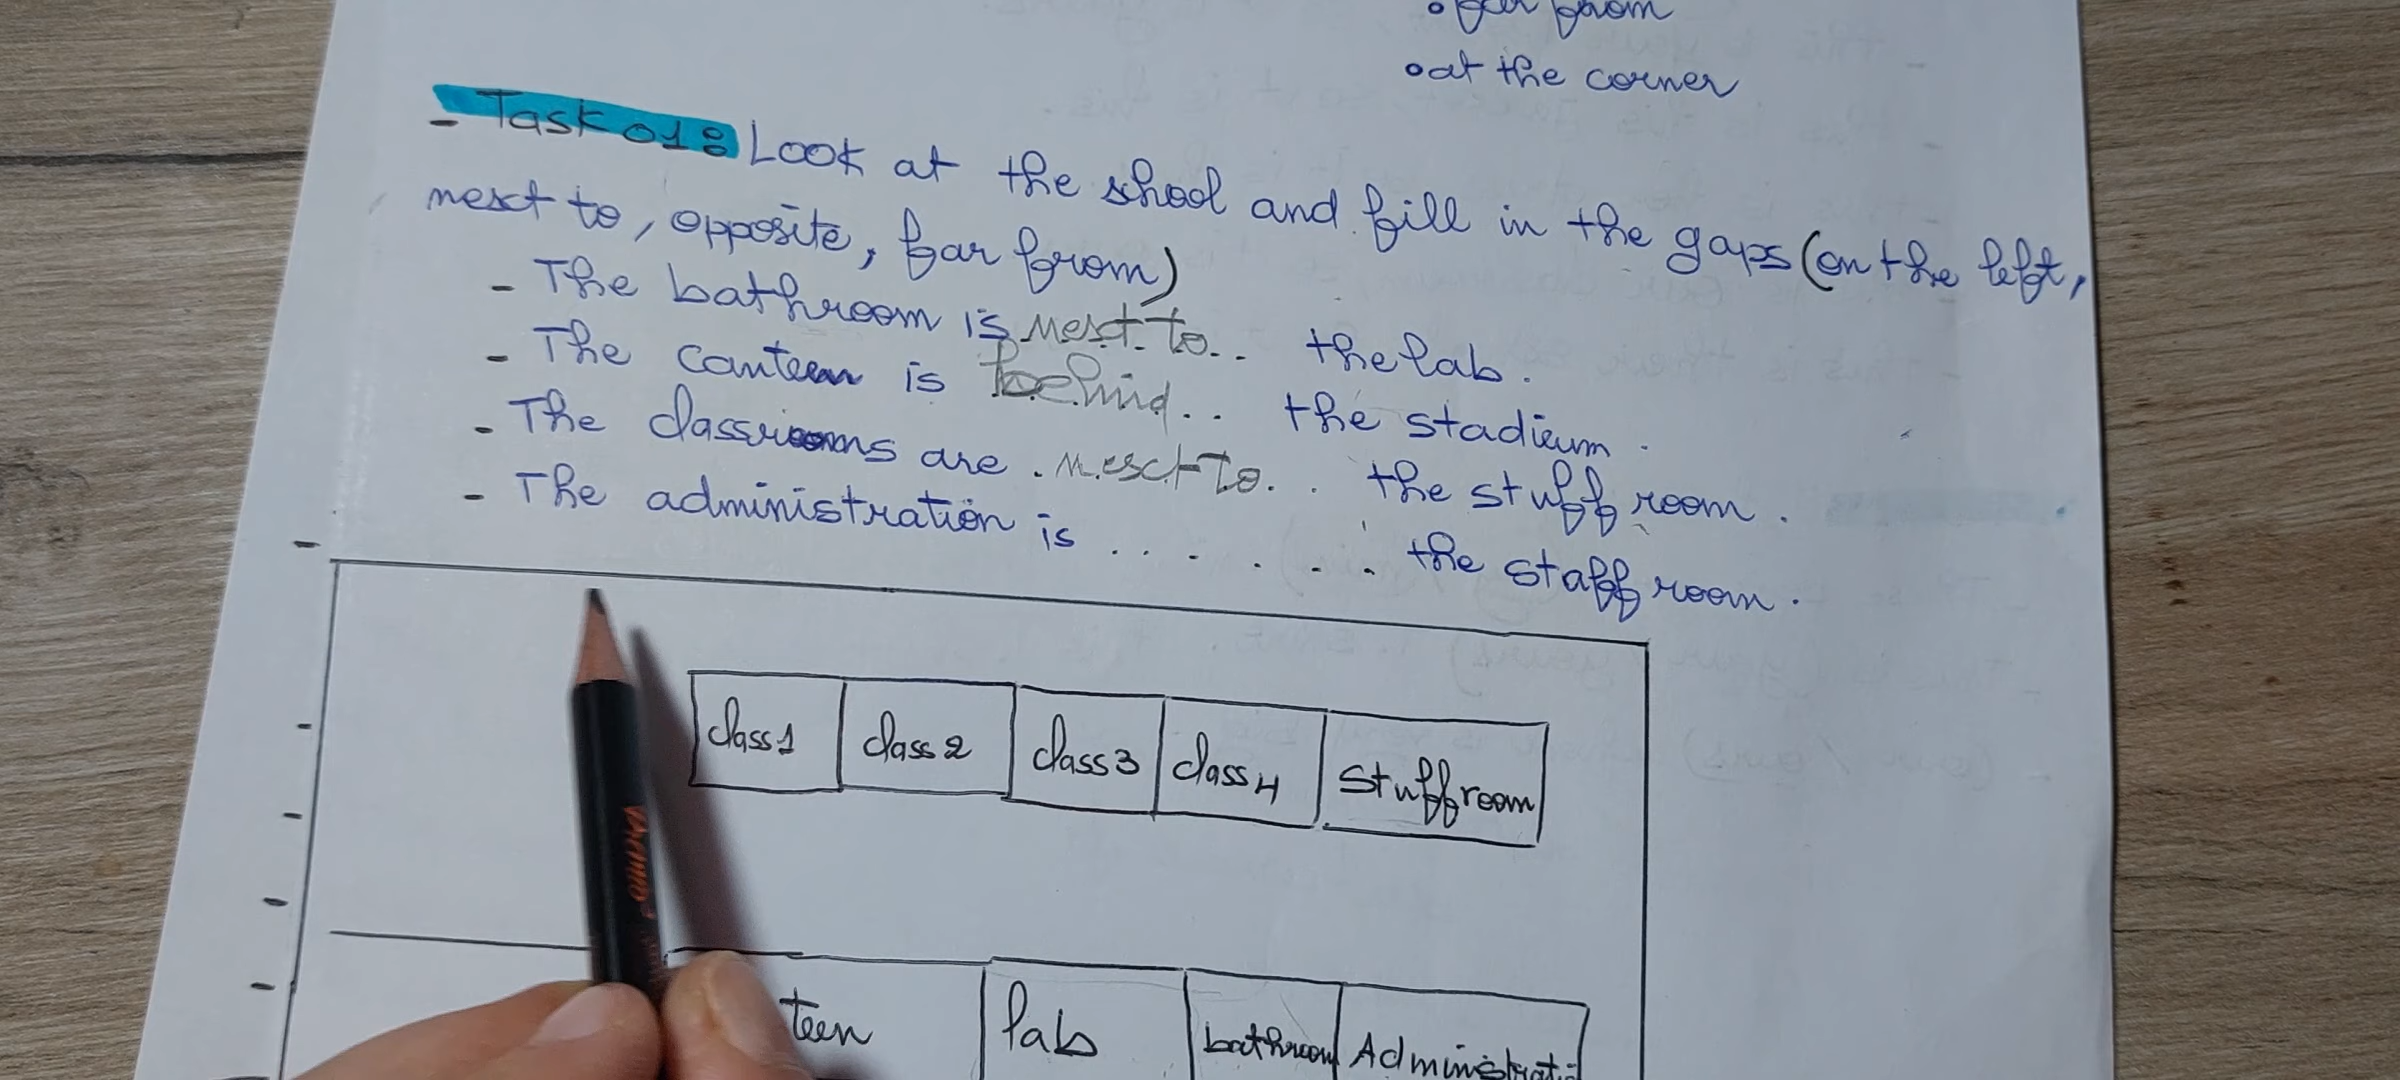 • far from
• at the corner
- Task 01: Look at the shool and fill in the gaps (on the left,
next to, opposite, far from)
- The bathroom is next to.. the lab.
- The canteen is behind.. the stadium.
- The classrooms are .next to.. the stuff room.
- The administration is ...... the staff room.
class 1 class 2 class 3 class 4 Stuff room
teen lab bathroom Administrati